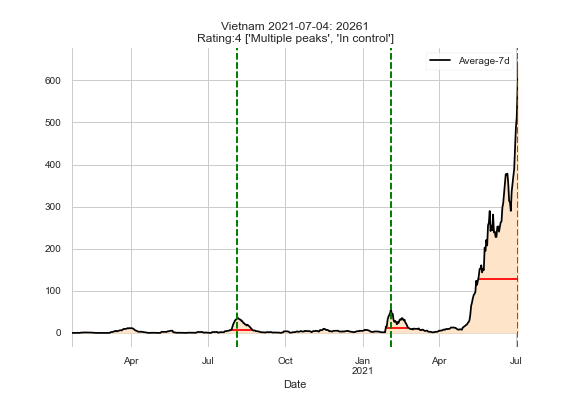 Vietnam 2021-07-04: 20261
Rating:4 ['Multiple peaks', 'In control']
Average-7d
600
500
400
300
200
100
0
Apr
Jul
Oct
Jan
2021
Apr
Jul
Date